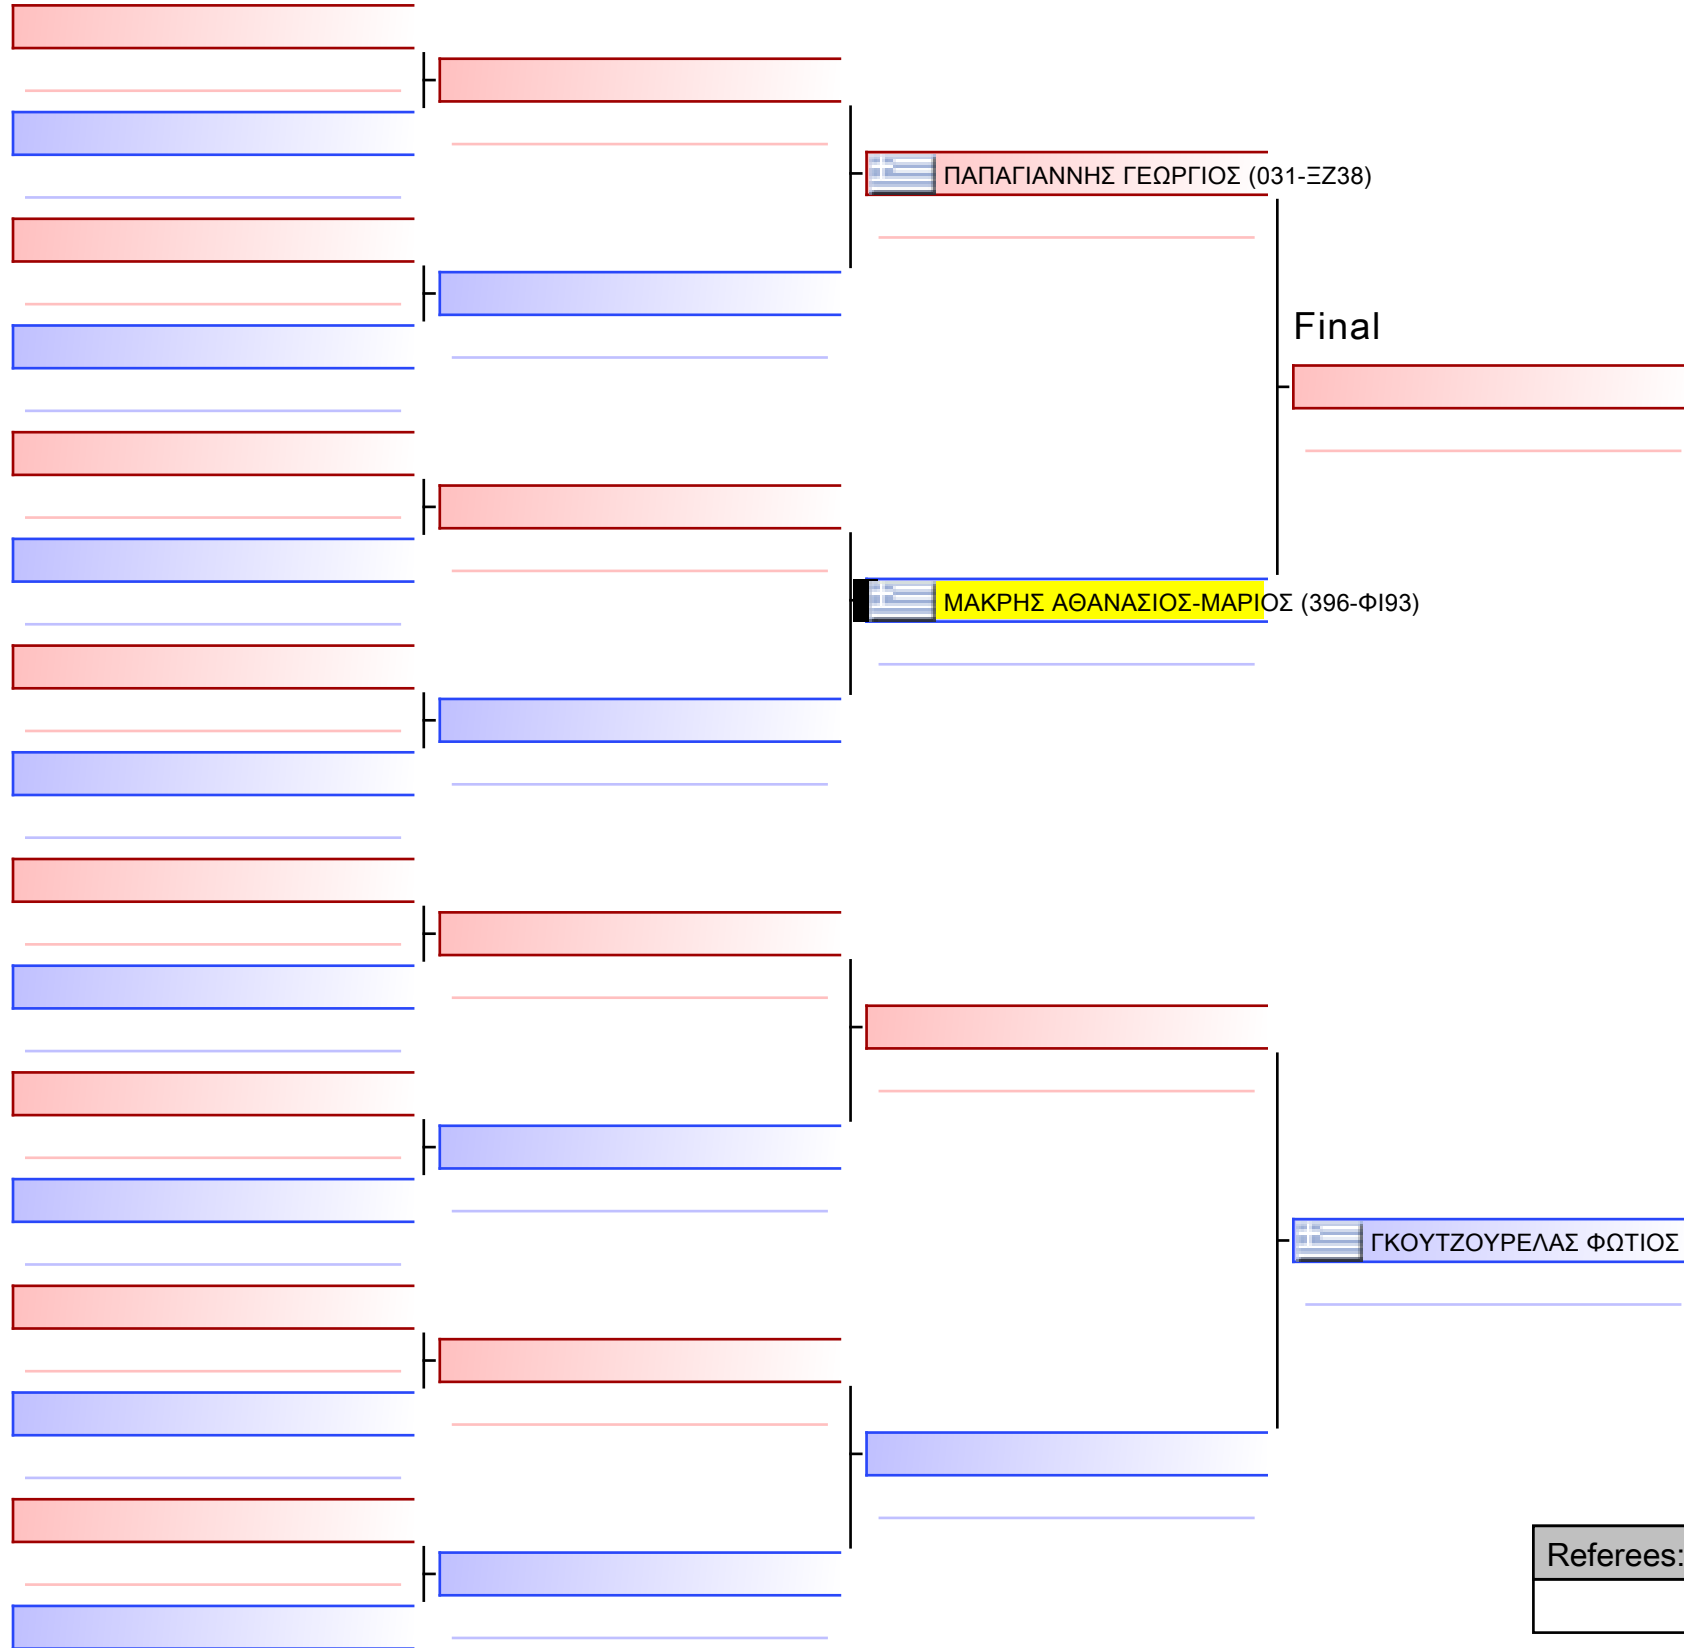 ΠΑΠΑΓΙΑΝΝΗΣ ΓΕΩΡΓΙΟΣ (031-ΞΖ38)
Final
ΜΑΚΡΗΣ ΑΘΑΝΑΣΙΟΣ-ΜΑΡΙΟΣ (396-ΦΙ93)
ΓΚΟΥΤΖΟΥΡΕΛΑΣ ΦΩΤΙΟΣ
Referees: